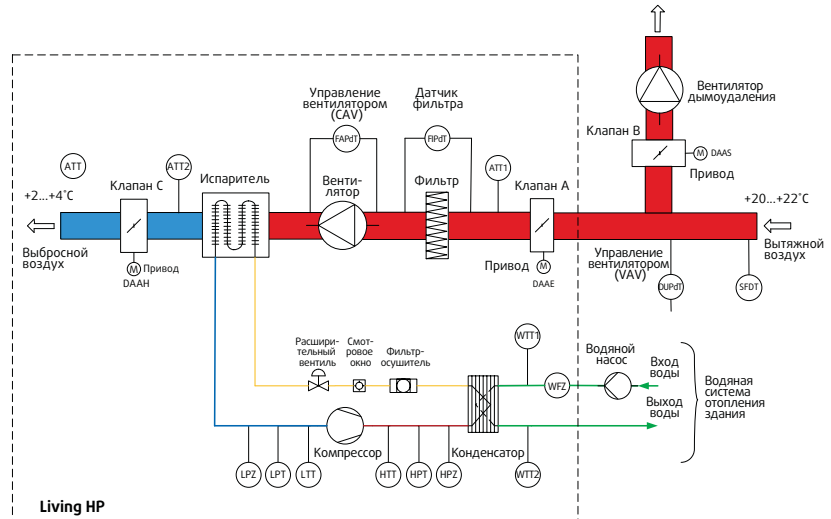 Вентилятор
дымоудаления
Клапан B
M
DAAS
Привод
Управление
вентилятором
(CAV)
FAPdT
Датчик
фильтра
FIPdT
ATT
ATT2
ATT1
+2...+4˚C
Клапан C
Испаритель
Венти-
лятор
Фильтр
Клапан A
+20...+22˚C
Выбросной
воздух
M
Привод
DAAH
Привод
M
DAAE
Управление
вентилятором
(VAV)
Вытяжной
воздух
DUPdT
SFDT
Расшири-
тельный
вентиль
Смот-
ровое
окно
Фильтр-
осушитель
WTT1
WFZ
Водяной
насос
Вход
воды
Выход
воды
Водяная
система
отопления
здания
Компрессор
Конденсатор
LPZ
LPT
LTT
HTT
HPT
HPZ
WTT2
Living HP